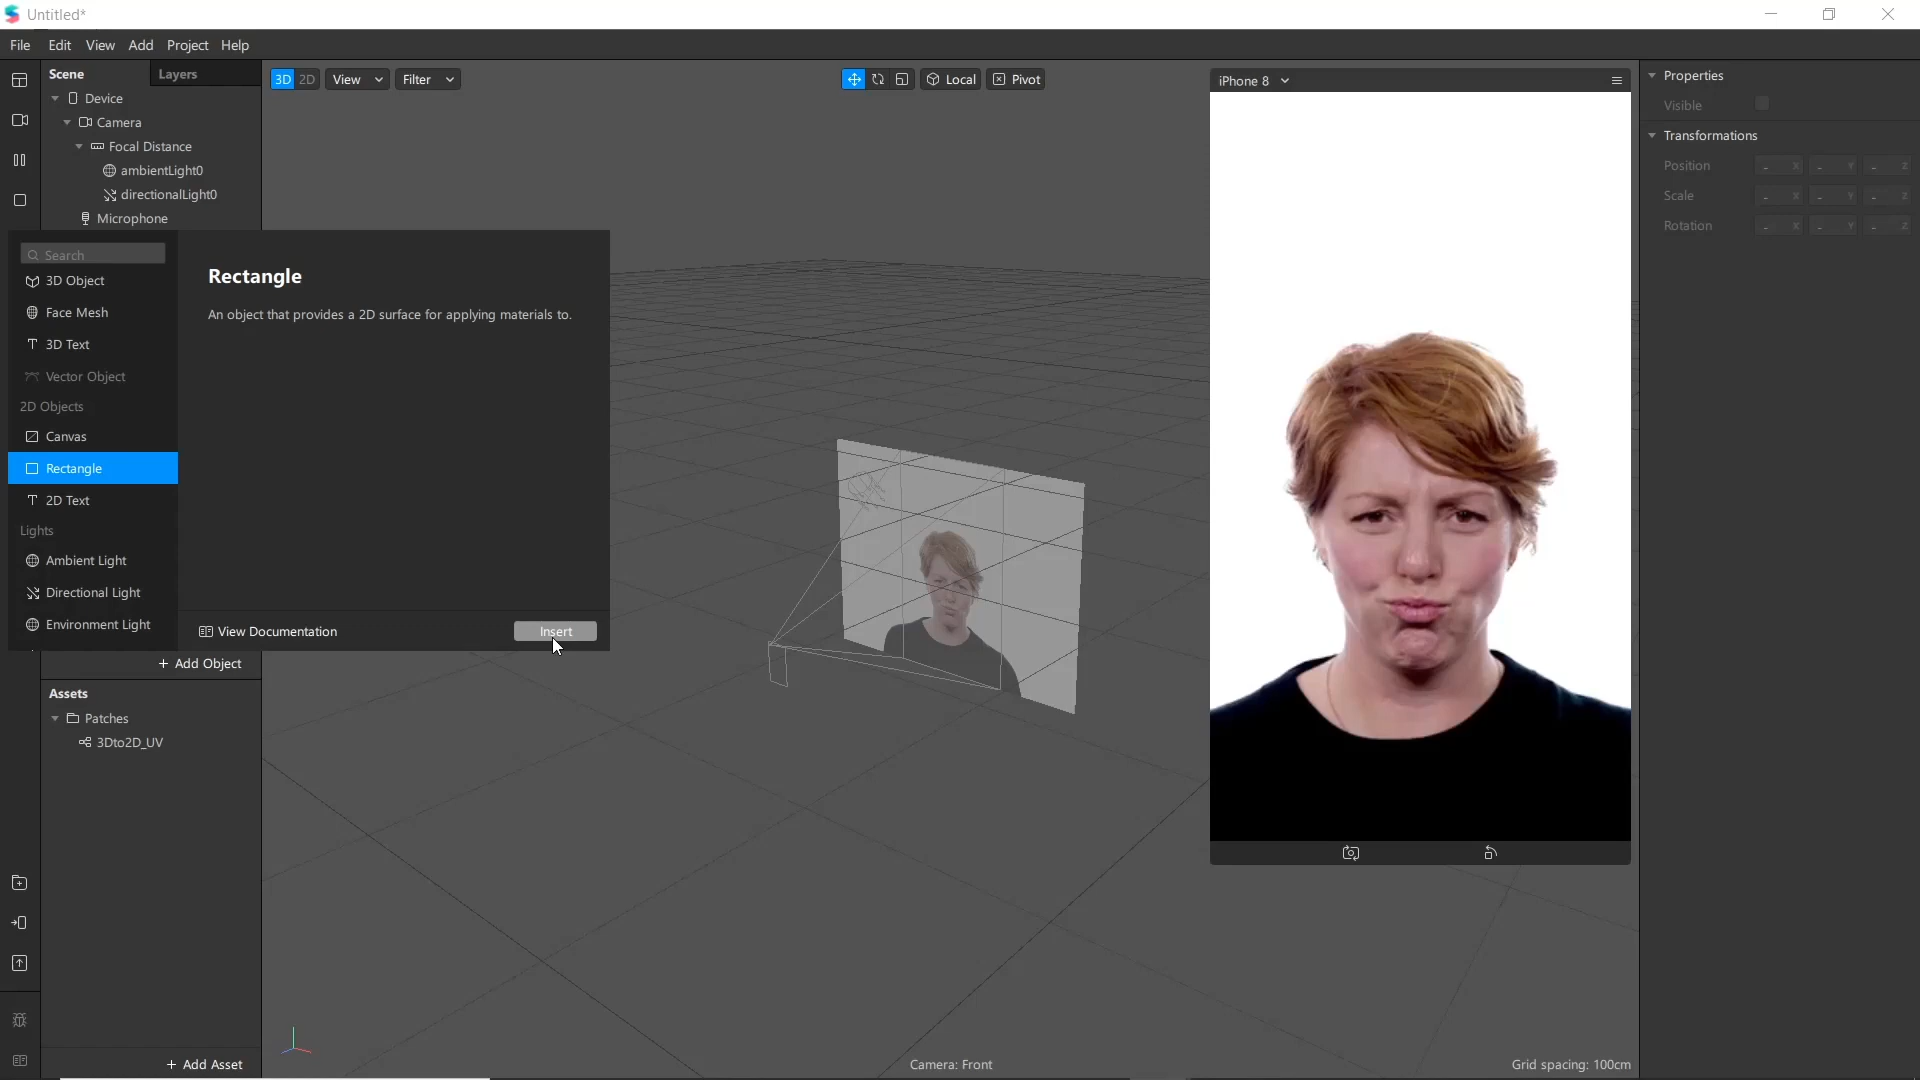 Untitled*
File Edit View Add Project Help
Scene Layers
Device
Camera
Focal Distance
ambientLight0
directionalLight0
Microphone
Search
3D Object
Face Mesh
3D Text
Vector Object
2D Objects
Canvas
Rectangle
2D Text
Lights
Ambient Light
Directional Light
Environment Light
Rectangle
An object that provides a 2D surface for applying materials to.
View Documentation Insert
+ Add Object
Assets
Patches
3Dto2D_UV
+ Add Asset
3D 2D View Filter
Local Pivot
iPhone 8
Camera: Front
Grid spacing: 100cm
Properties
Visible
Transformations
Position - X - Y - Z
Scale - X - Y - Z
Rotation - X - Y - Z